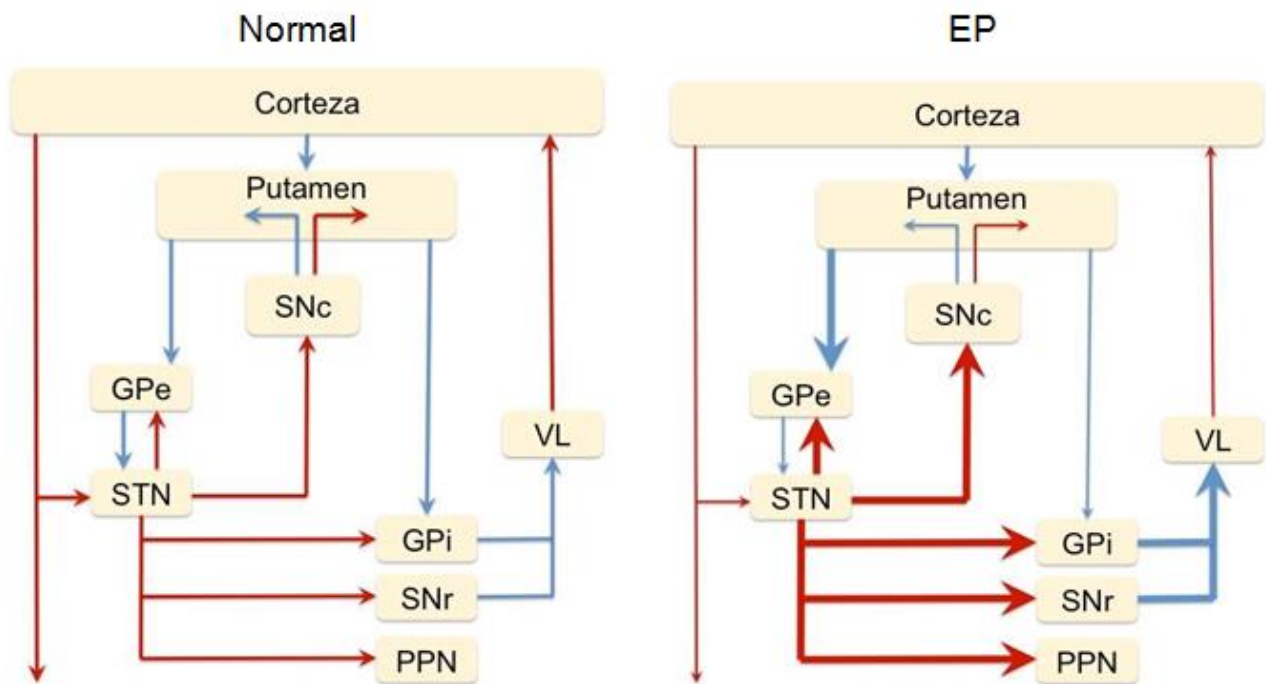 Normal
Corteza
Putamen
SNc
GPe
VL
STN
GPi
SNr
PPN
EP
Corteza
Putamen
SNc
GPe
VL
STN
GPi
SNr
PPN